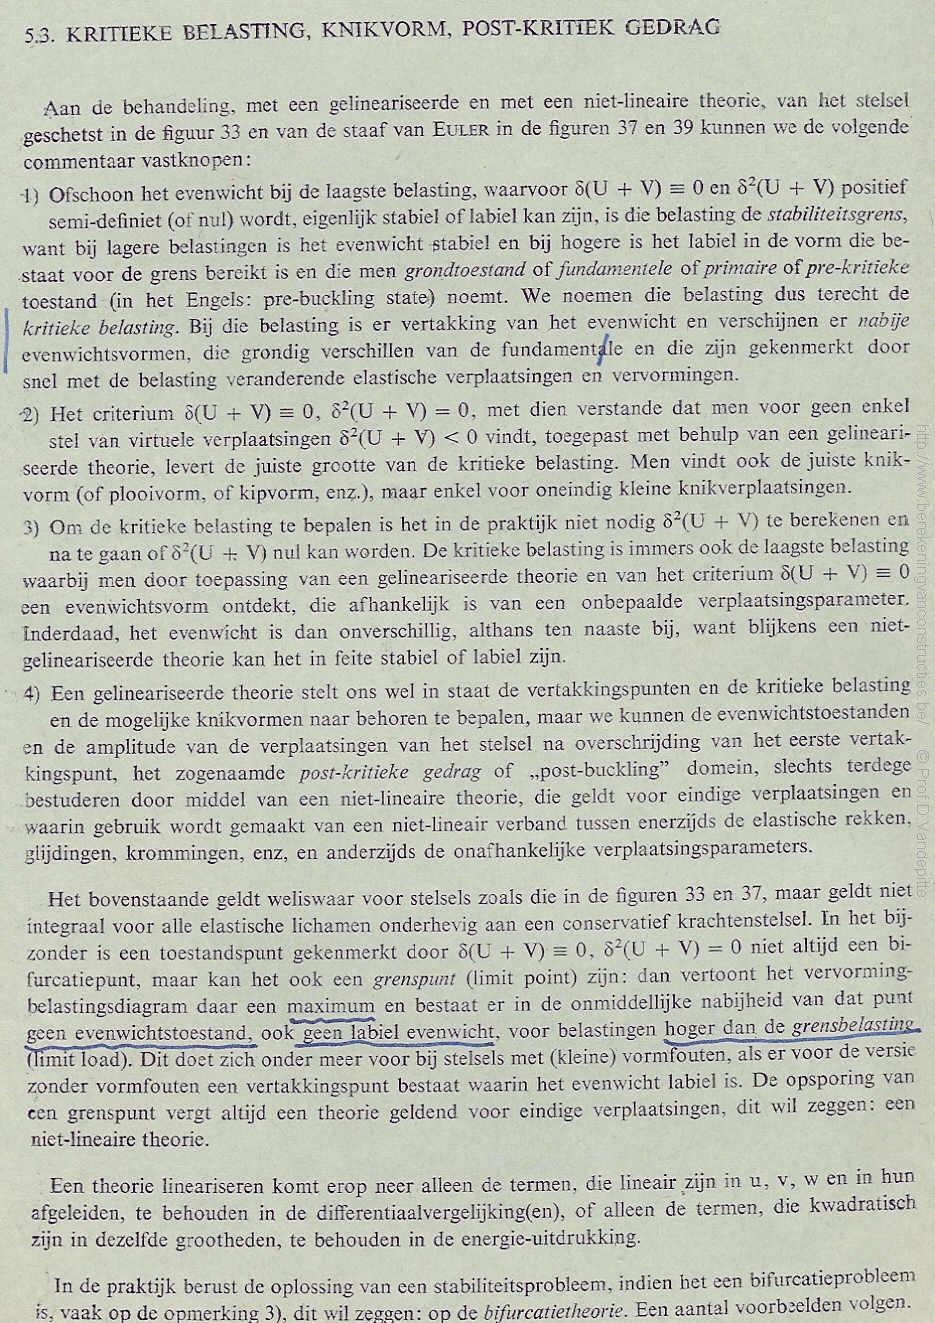 5.3. KRITIEKE BELASTING, KNIKVORM, POST-KRITIEK GEDRAG
Aan de behandeling, met een gelineariseerde en met een niet-lineaire theorie, van het stelsel
geschetst in de figuur 33 en van de staaf van EULER in de figuren 37 en 39 kunnen we de volgende
commentaar vastknopen:
1) Ofschoon het evenwicht bij de laagste belasting, waarvoor δ(U + V) ≡ 0 en δ²(U + V) positief
semi-definiet (of nul) wordt, eigenlijk stabiel of labiel kan zijn, is die belasting de stabiliteitsgrens,
want bij lagere belastingen is het evenwicht stabiel en bij hogere is het labiel in de vorm die be-
staat voor de grens bereikt is en die men grondtoestand of fundamentele of primaire of pre-kritieke
toestand (in het Engels: pre-buckling state) noemt. We noemen die belasting dus terecht de
kritieke belasting. Bij die belasting is er vertakking van het evenwicht en verschijnen er nabije
evenwichtsvormen, die grondig verschillen van de fundamentele en die zijn gekenmerkt door
snel met de belasting veranderende elastische verplaatsingen en vervormingen.
2) Het criterium δ(U + V) ≡ 0, δ²(U + V) = 0, met dien verstande dat men voor geen enkel
stel van virtuele verplaatsingen δ²(U + V) < 0 vindt, toegepast met behulp van een gelineari-
seerde theorie, levert de juiste grootte van de kritieke belasting. Men vindt ook de juiste knik-
vorm (of plooivorm, of kipvorm, enz.), maar enkel voor oneindig kleine knikverplaatsingen.
3) Om de kritieke belasting te bepalen is het in de praktijk niet nodig δ²(U + V) te berekenen en
na te gaan of δ²(U + V) nul kan worden. De kritieke belasting is immers ook de laagste belasting
waarbij men door toepassing van een gelineariseerde theorie en van het criterium δ(U + V) ≡ 0
een evenwichtsvorm ontdekt, die afhankelijk is van een onbepaalde verplaatsingsparameter.
Inderdaad, het evenwicht is dan onverschillig, althans ten naaste bij, want blijkens een niet-
gelineariseerde theorie kan het in feite stabiel of labiel zijn.
4) Een gelineariseerde theorie stelt ons wel in staat de vertakkingspunten en de kritieke belasting
en de mogelijke knikvormen naar behoren te bepalen, maar we kunnen de evenwichtstoestanden
en de amplitude van de verplaatsingen van het stelsel na overschrijding van het eerste vertak-
kingspunt, het zogenaamde post-kritieke gedrag of „post-buckling” domein, slechts terdege
bestuderen door middel van een niet-lineaire theorie, die geldt voor eindige verplaatsingen en
waarin gebruik wordt gemaakt van een niet-lineair verband tussen enerzijds de elastische rekken,
glijdingen, krommingen, enz, en anderzijds de onafhankelijke verplaatsingsparameters.
Het bovenstaande geldt weliswaar voor stelsels zoals die in de figuren 33 en 37, maar geldt niet
integraal voor alle elastische lichamen onderhevig aan een conservatief krachtenstelsel. In het bij-
zonder is een toestandspunt gekenmerkt door δ(U + V) ≡ 0, δ²(U + V) = 0 niet altijd een bi-
furcatiepunt, maar kan het ook een grenspunt (limit point) zijn: dan vertoont het vervorming-
belastingsdiagram daar een maximum en bestaat er in de onmiddellijke nabijheid van dat punt
geen evenwichtstoestand, ook geen labiel evenwicht, voor belastingen hoger dan de grensbelasting
(limit load). Dit doet zich onder meer voor bij stelsels met (kleine) vormfouten, als er voor de versie
zonder vormfouten een vertakkingspunt bestaat waarin het evenwicht labiel is. De opsporing van
een grenspunt vergt altijd een theorie geldend voor eindige verplaatsingen, dit wil zeggen: een
niet-lineaire theorie.
Een theorie lineariseren komt erop neer alleen de termen, die lineair zijn in u, v, w en in hun
afgeleiden, te behouden in de differentiaalvergelijking(en), of alleen de termen, die kwadratisch
zijn in dezelfde grootheden, te behouden in de energie-uitdrukking.
In de praktijk berust de oplossing van een stabiliteitsprobleem, indien het een bifurcatieprobleem
is, vaak op de opmerking 3), dit wil zeggen: op de bifurcatietheorie. Een aantal voorbeelden volgen.
http://www.berekeningvanconstructies.be/ © Prof D Vandepitte